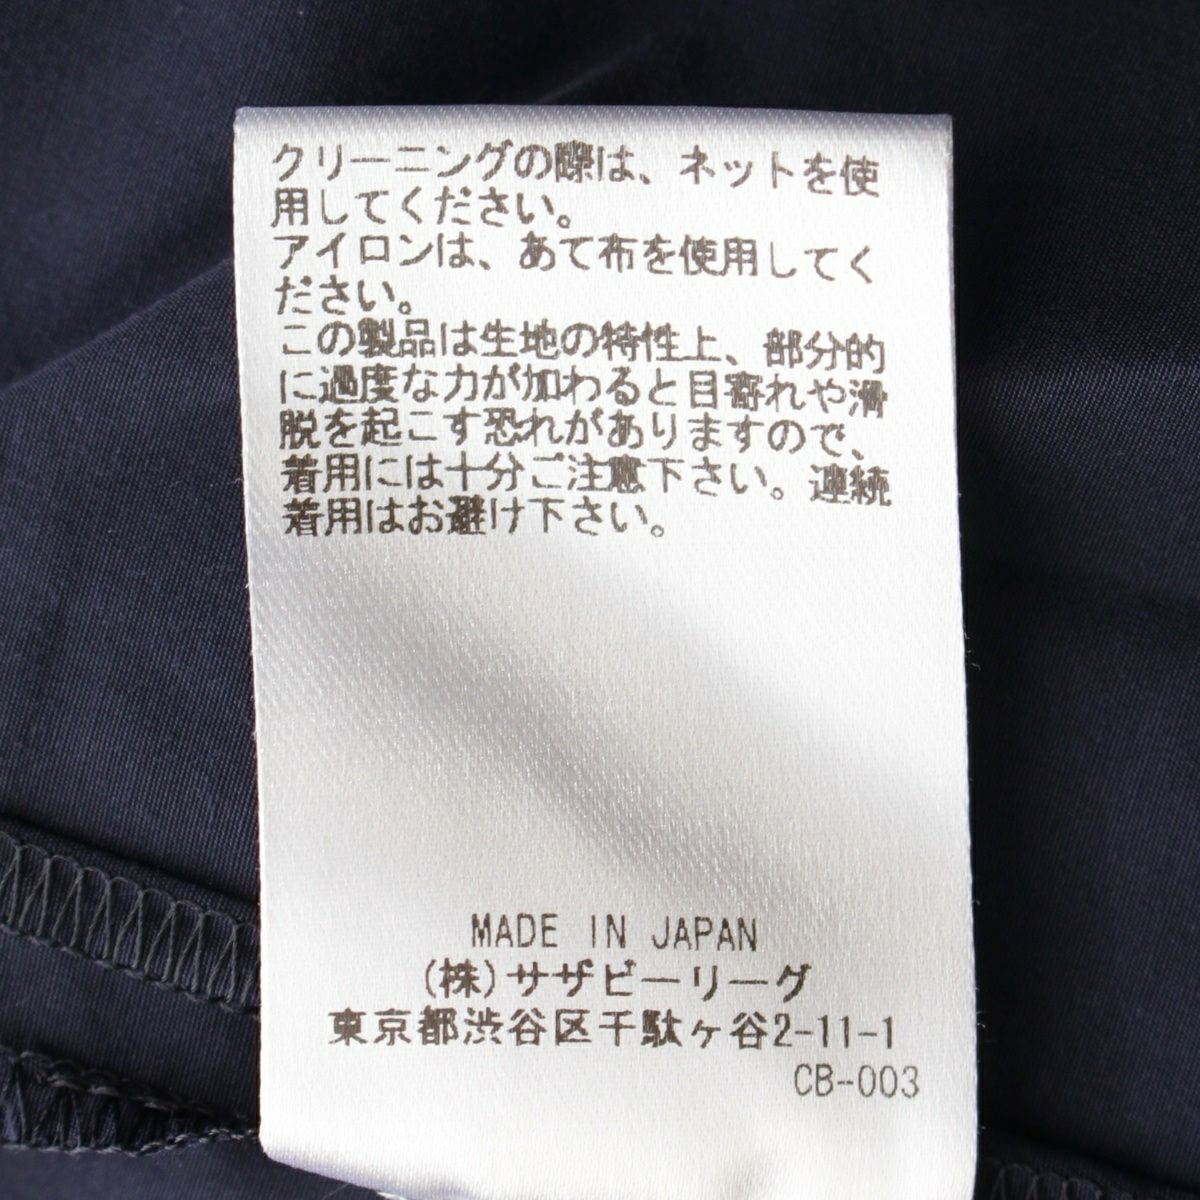 クリーニングの際は、ネットを使
用してください。
アイロンは、あて布を使用してく
ださい。
この製品は生地の特性上、部分的
に過度な力が加わると目寄れや滑
脱を起こす恐れがありますので、
着用には十分ご注意下さい。連続
着用はお避け下さい。
MADE IN JAPAN
(株)サザビーリーグ
東京都渋谷区千駄ヶ谷2-11-1
CB-003